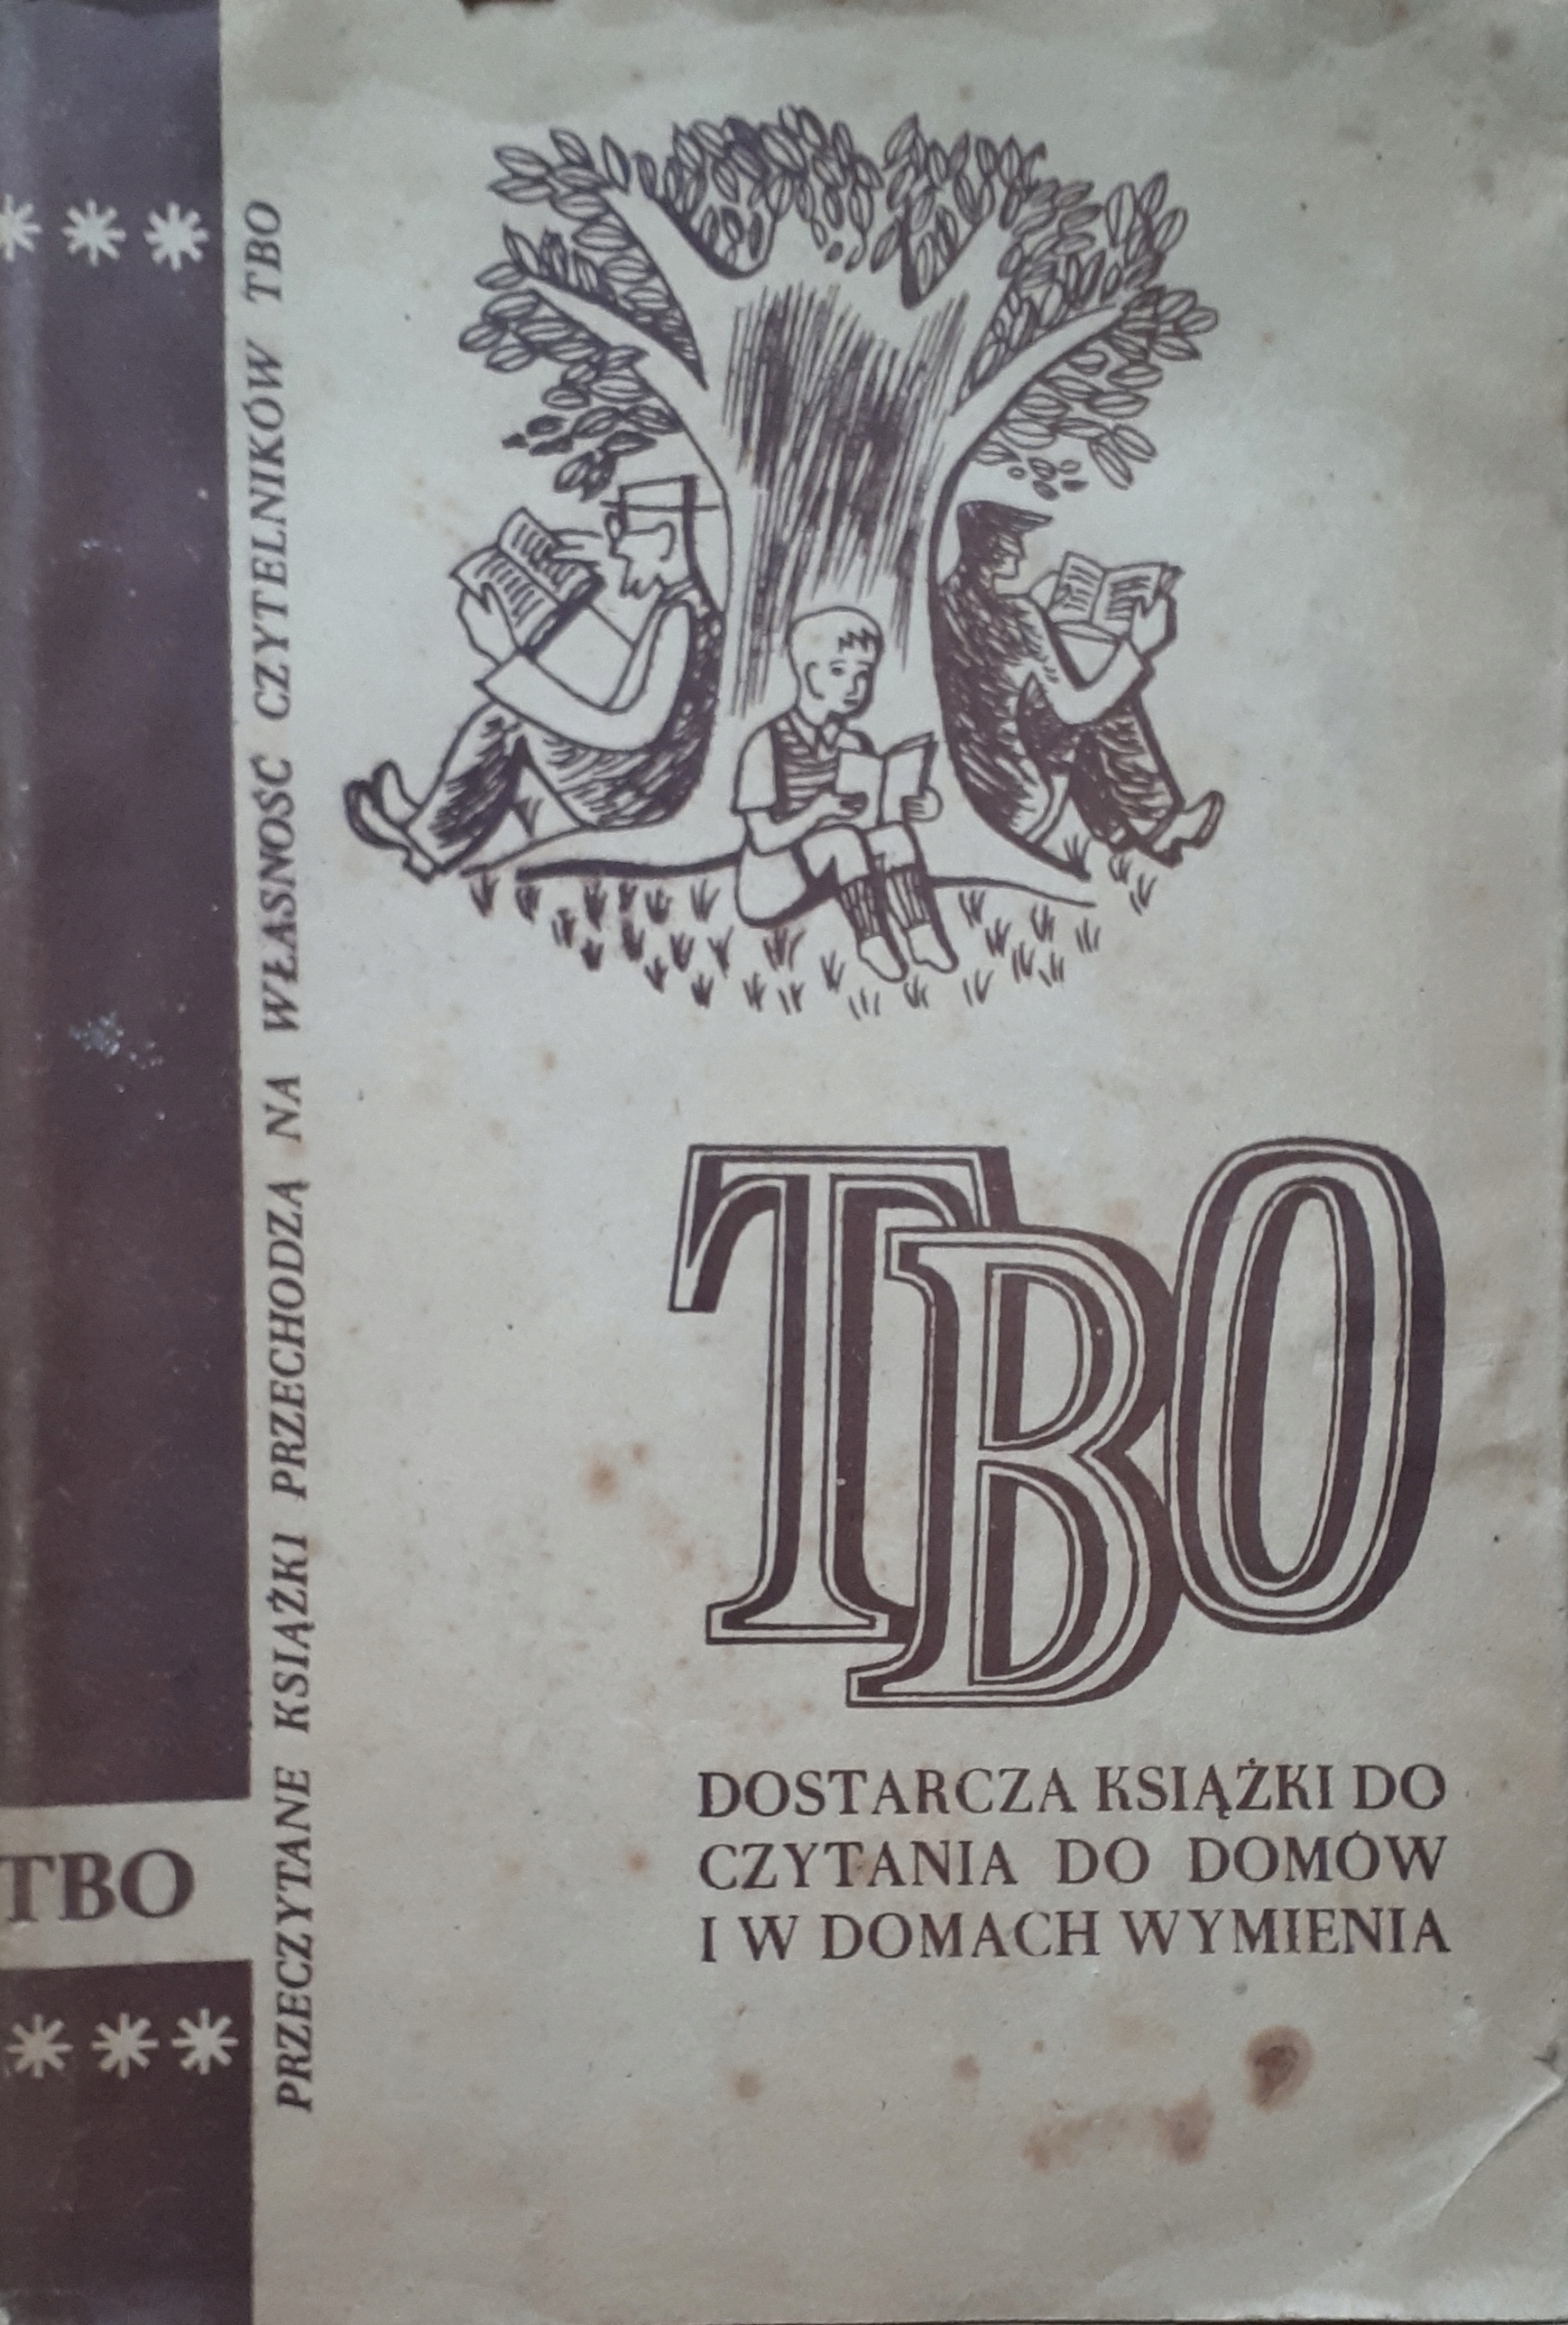 * * *
PRZECZYTANE KSIĄŻKI PRZECHODZĄ NA WŁASNOŚĆ CZYTELNIKÓW TBO
TBO
DOSTARCZA KSIĄŻKI DO
CZYTANIA DO DOMÓW
I W DOMACH WYMIENIA
TBO
* * *